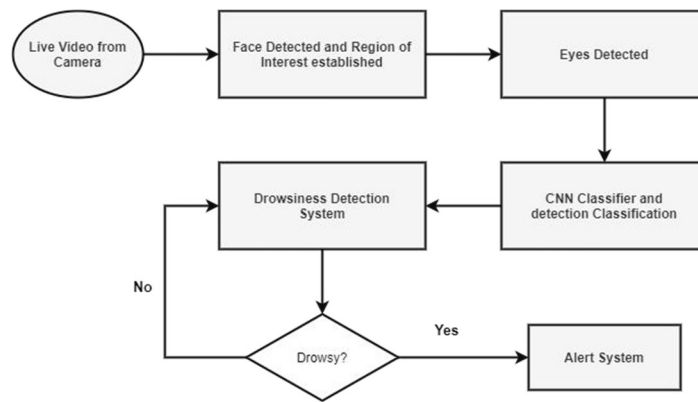 Live Video from
Camera
Face Detected and Region of
Interest established
Eyes Detected
CNN Classifier and
detection Classification
Drowsiness Detection
System
No
Drowsy?
Yes
Alert System